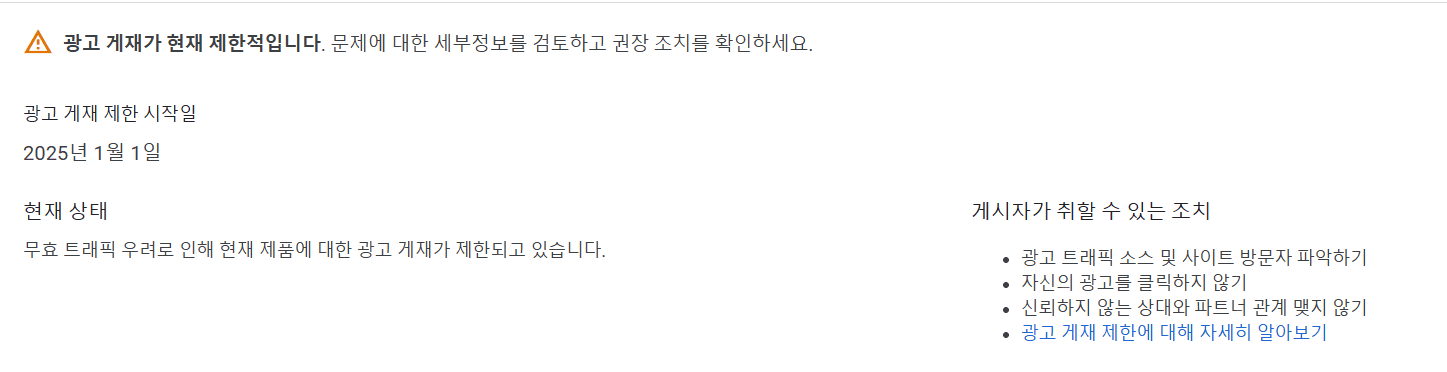 광고 게재가 현재 제한적입니다. 문제에 대한 세부정보를 검토하고 권장 조치를 확인하세요.
광고 게재 제한 시작일
2025년 1월 1일
현재 상태
무효 트래픽 우려로 인해 현재 제품에 대한 광고 게재가 제한되고 있습니다.
게시자가 취할 수 있는 조치
광고 트래픽 소스 및 사이트 방문자 파악하기
자신의 광고를 클릭하지 않기
신뢰하지 않는 상대와 파트너 관계 맺지 않기
광고 게재 제한에 대해 자세히 알아보기